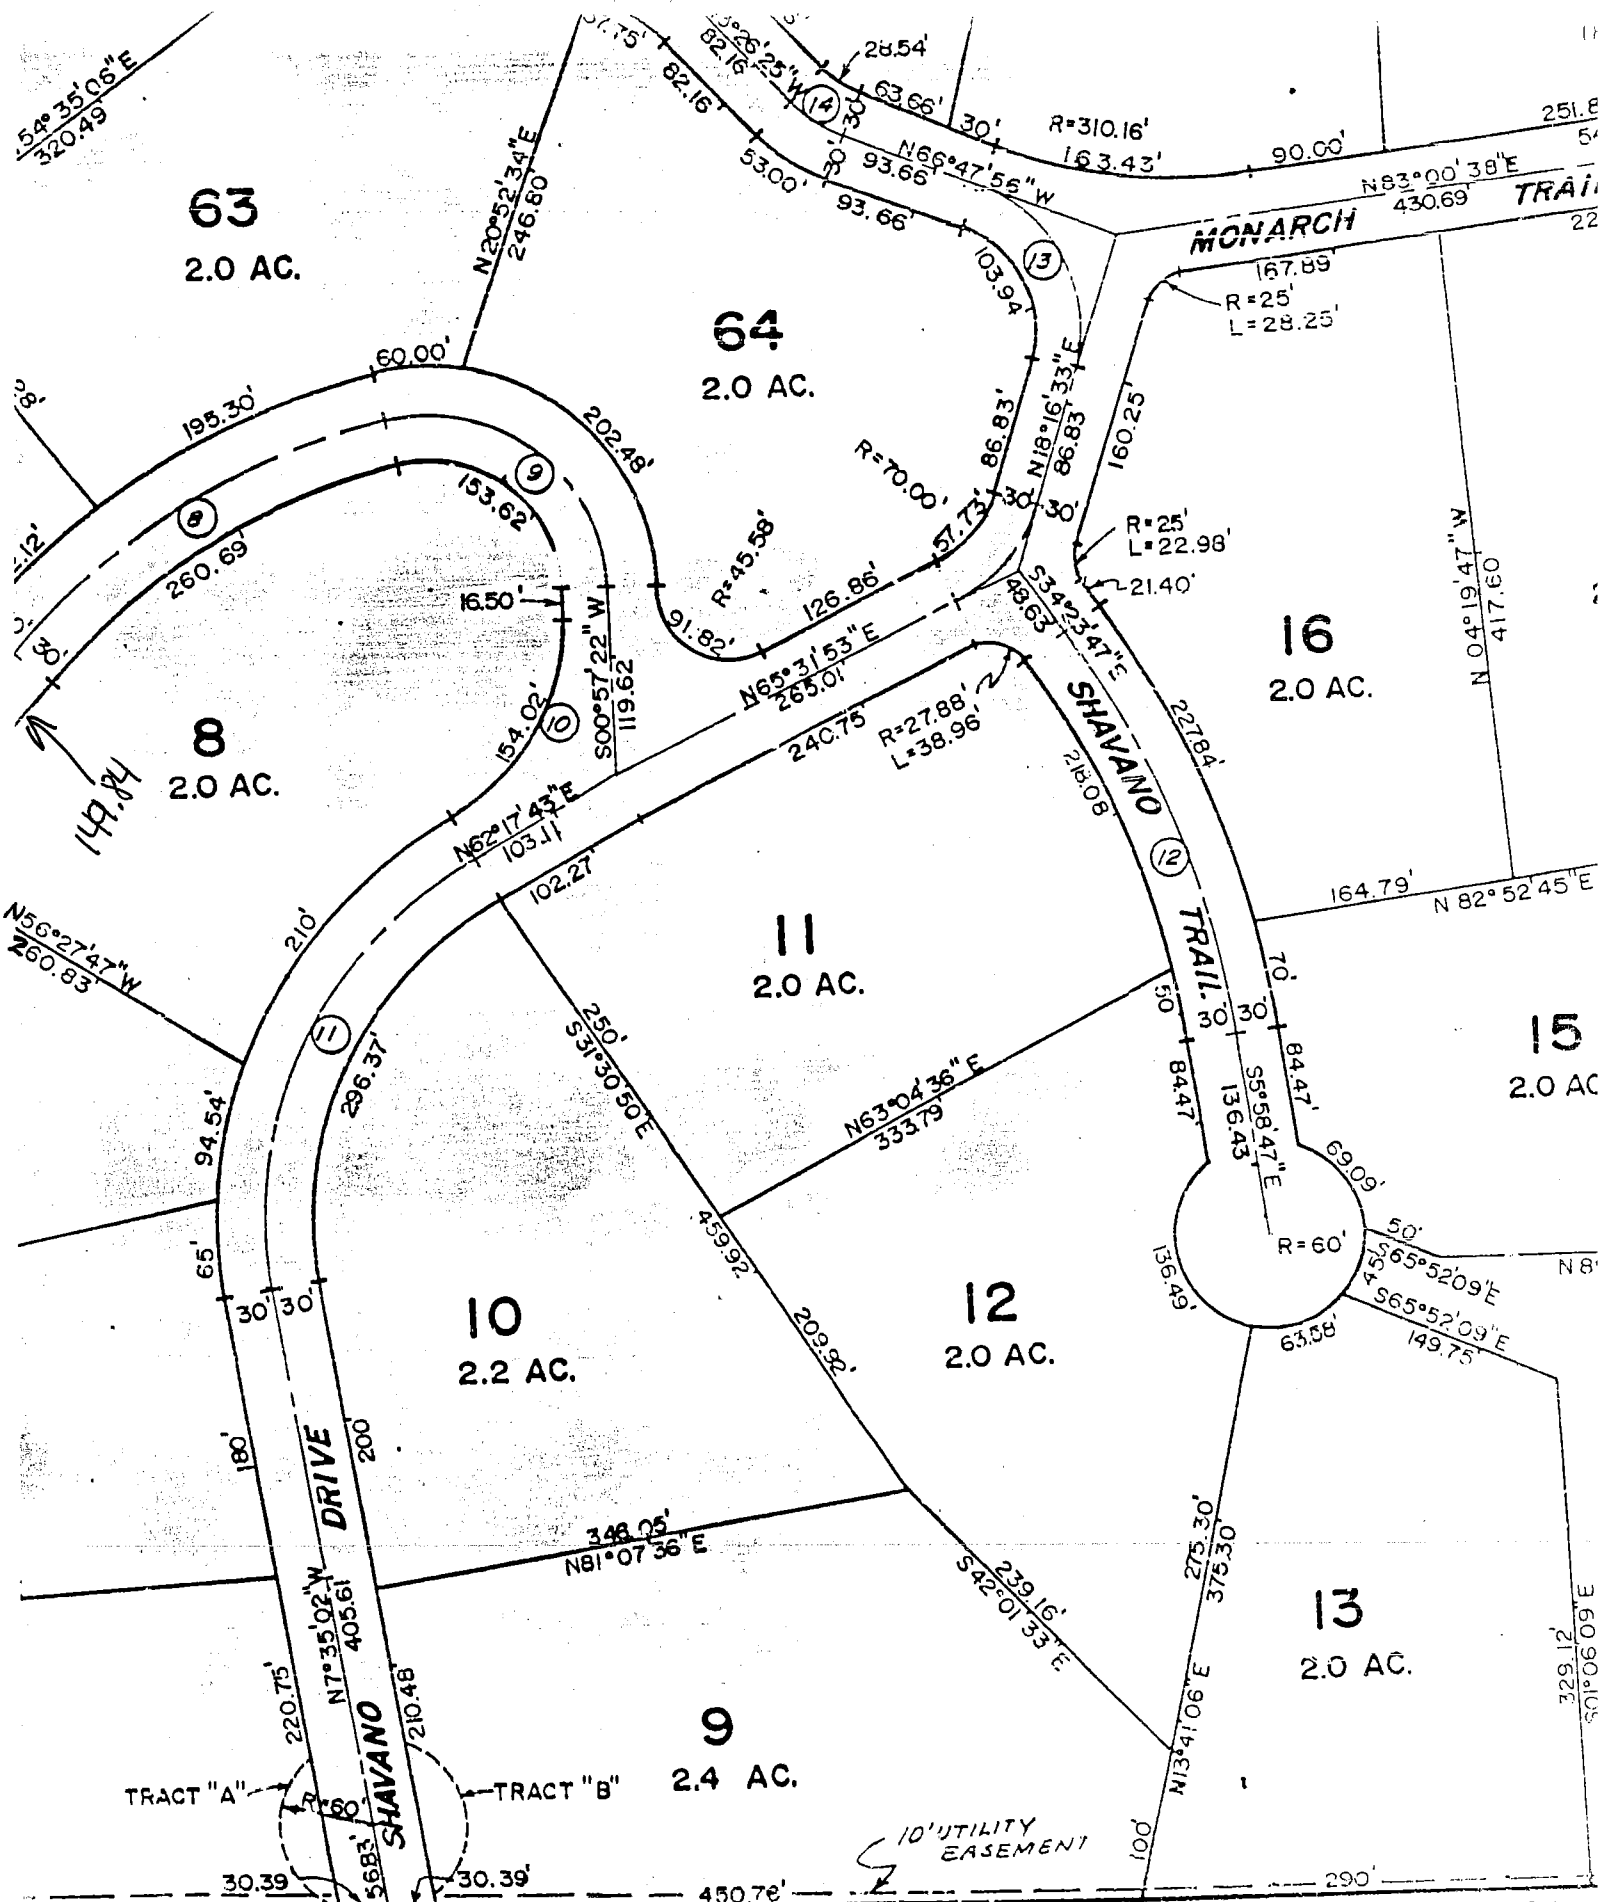 82.16
28.54'
63.66'
30'
R=310.16'
163.43'
90.00'
320.49'
82.16
14
30'
30'
N66°47'56"W
93.66'
53.00'
93.66'
N83°00'38"E
430.69
MONARCH
63
2.0 AC.
N20°52'34"E
246.80
13
103.94'
167.89'
R=25'
L=28.25'
64
2.0 AC.
60.00'
195.30'
202.48'
86.83'
N18°16'33"E
86.83
160.25'
R=70.00'
9
153.62'
8
260.69'
30'
30'
57.73'
R=25'
L=22.98'
21.40'
R=45.58'
126.86'
91.82'
16.50'
S00°57'22"W
119.62
N65°31'53"E
265.01'
S34°23'47"E
48.63
N 04°19'47"W
417.60
16
2.0 AC.
30'
8
2.0 AC.
149.84
154.02'
10
240.75'
R=27.88'
L=38.96'
SHAVANO
227.84'
218.08
N62°17'43"E
103.11
102.27'
12
164.79'
N 82°52'45"E
N56°27'47"W
260.83'
210'
11
2.0 AC.
TRAIL
70'
50'
30'
30'
11
296.37'
250'
S31°30'50"E
N63°04'36"E
333.79'
84.47'
84.47'
S5°58'47"E
136.43'
15
94.54'
69.09'
459.92'
65'
30'
30'
R=60'
136.49'
50'
S65°52'09"E
45'
S65°52'09"E
149.75'
63.58'
10
2.2 AC.
209.92'
12
2.0 AC.
180'
200'
DRIVE
346.05'
N81°07'36"E
239.16'
S42°01'33"E
275.30'
375.30'
13
2.0 AC.
329.12'
S01°06'09"E
N7°35'02"W
405.61
220.75'
210.48'
SHAVANO
9
2.4 AC.
N13°41'06"E
TRACT "A"
R=60'
TRACT "B"
10' UTILITY
EASEMENT
100'
30.39
30.39'
450.76'
290'